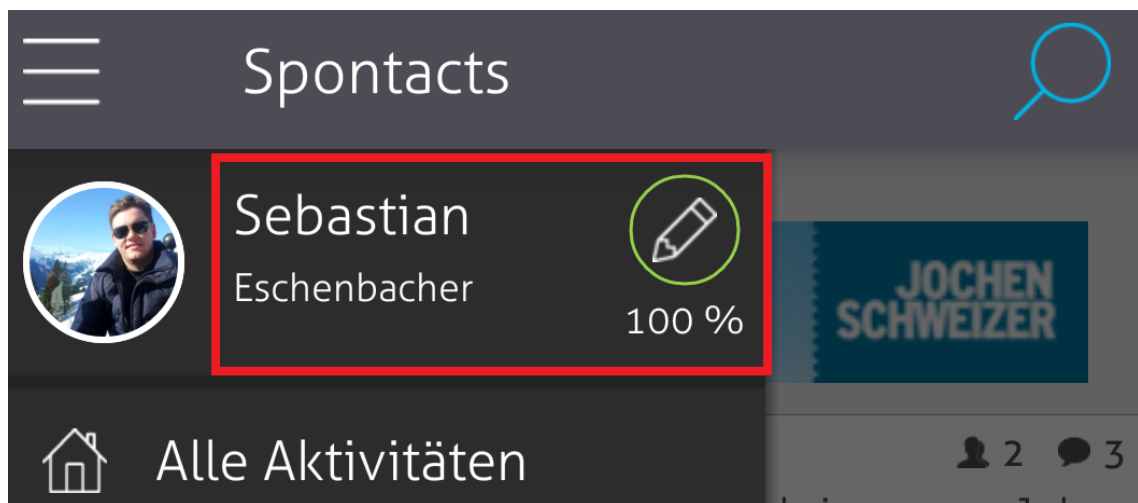 Spontacts
Sebastian
Eschenbacher
100 %
JOCHEN
SCHWEIZER
Alle Aktivitäten
2 3